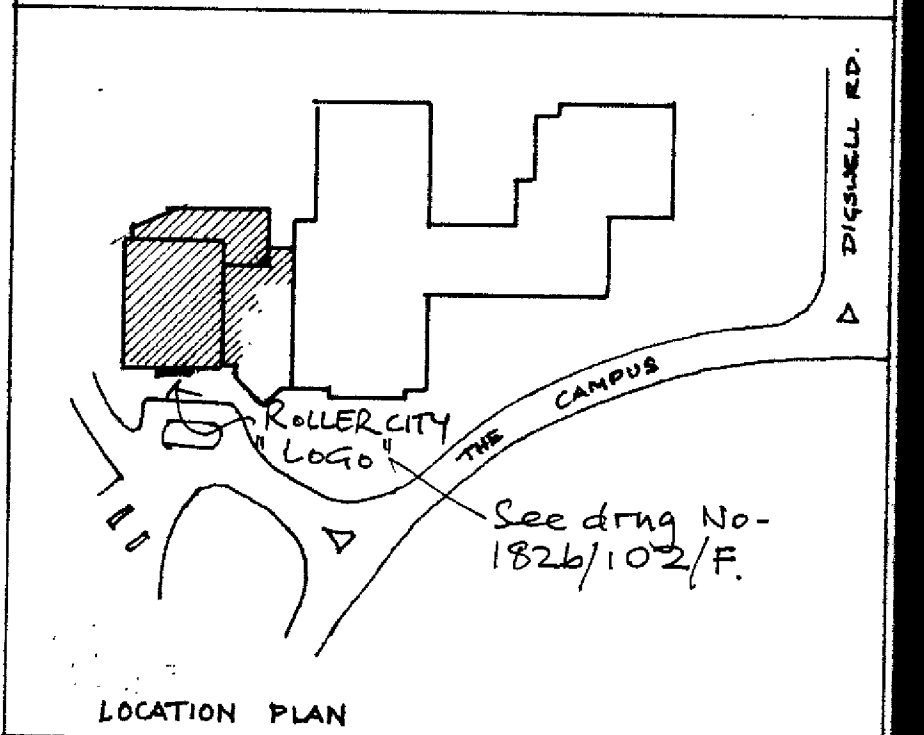 DIGSWELL RD.
THE CAMPUS
ROLLER CITY
"LOGO"
See drng No-
1826/102/F.
LOCATION PLAN